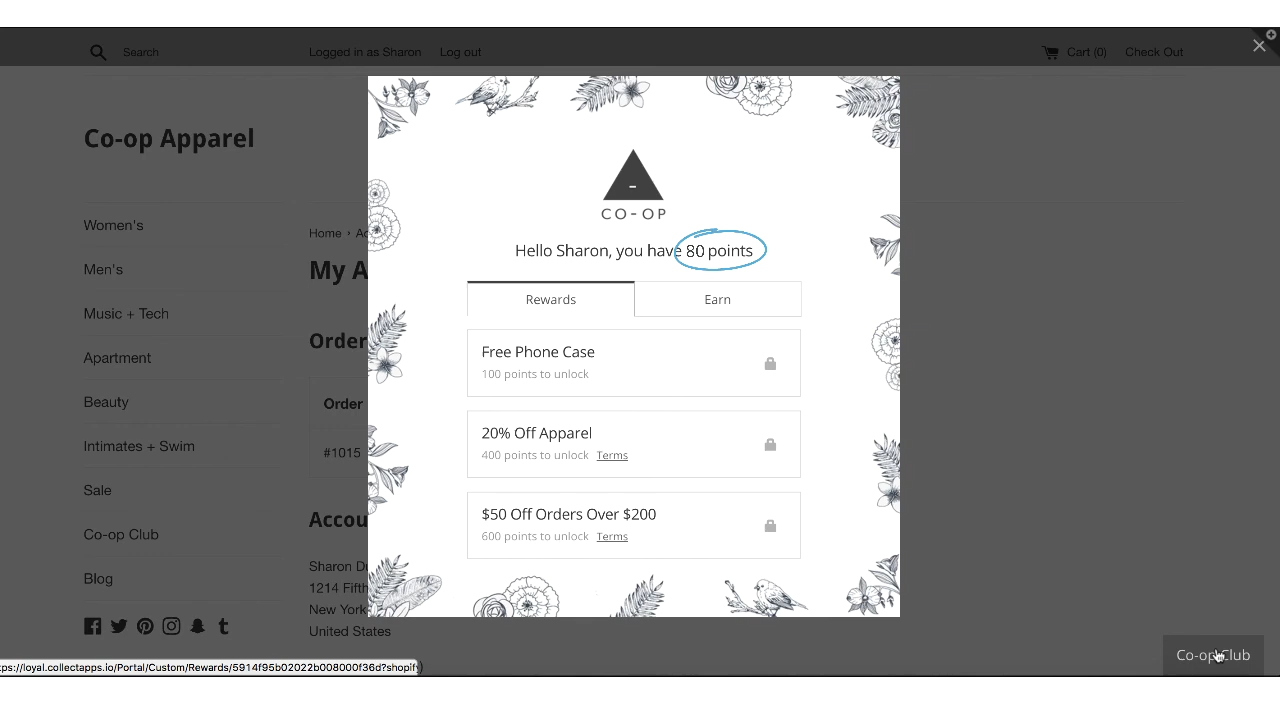 Search
Logged in as Sharon
Log out
Cart (0)
Check Out
Co-op Apparel
Women's
Men's
Music + Tech
Apartment
Beauty
Intimates + Swim
Sale
Co-op Club
Blog
Home
My A
Order
Order
#1015
Accou
1214 Fifth
New York
United States
CO-OP
Hello Sharon, you have 80 points
Rewards
Earn
Free Phone Case
100 points to unlock
20% Off Apparel
400 points to unlock Terms
$50 Off Orders Over $200
600 points to unlock Terms
tps://loyal.collectapps.io/Portal/Custom/Rewards/5914f95b02022b008000f36d?shopify
Co-op Club